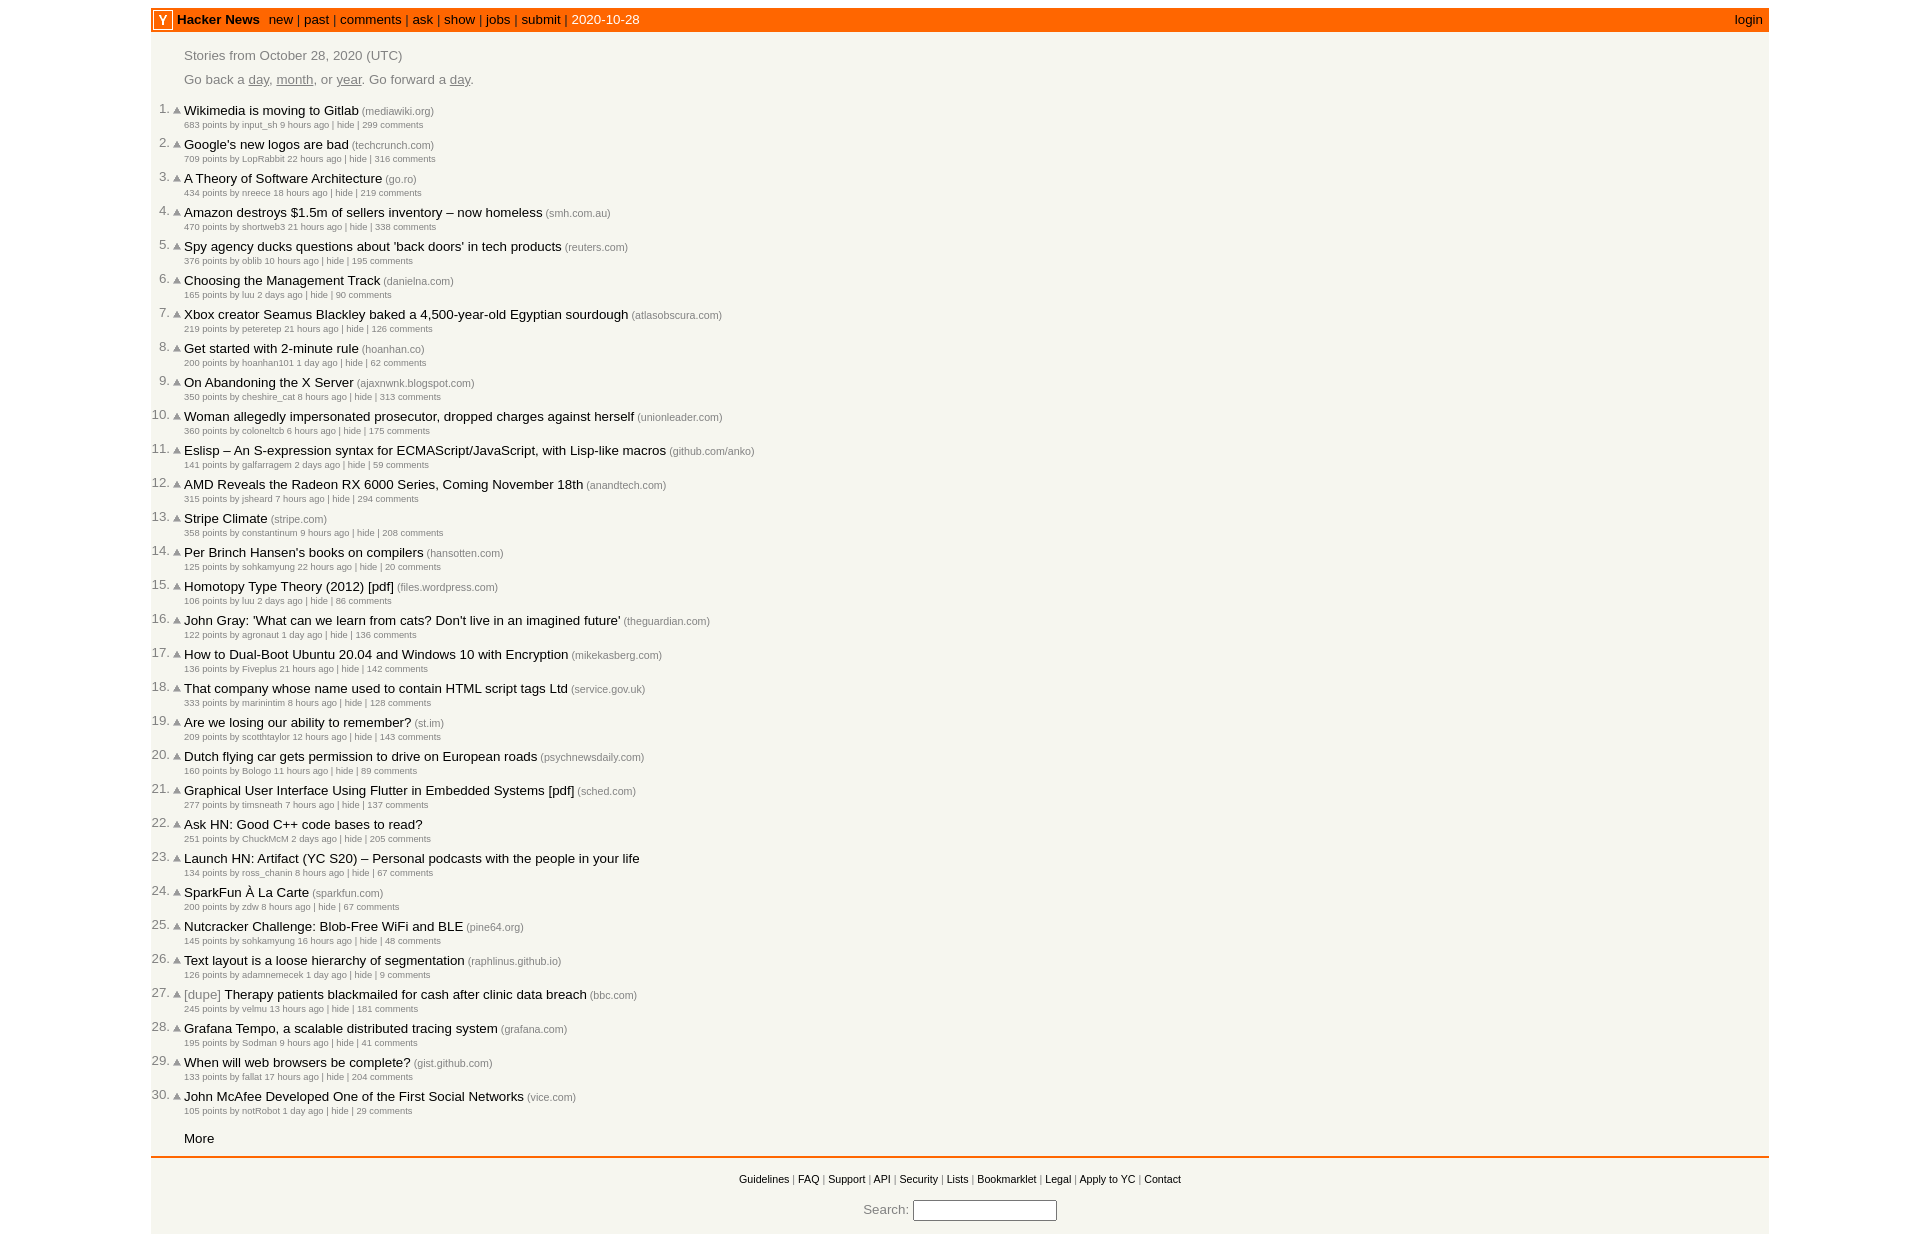 Y Hacker News new | past | comments | ask | show | jobs | submit | 2020-10-28 login
Stories from October 28, 2020 (UTC)
Go back a day, month, or year. Go forward a day.
1. Wikimedia is moving to Gitlab (mediawiki.org)
683 points by input_sh 9 hours ago | hide | 299 comments
2. Google's new logos are bad (techcrunch.com)
709 points by LopRabbit 22 hours ago | hide | 316 comments
3. A Theory of Software Architecture (go.ro)
434 points by nreece 18 hours ago | hide | 219 comments
4. Amazon destroys $1.5m of sellers inventory – now homeless (smh.com.au)
470 points by shortweb3 21 hours ago | hide | 338 comments
5. Spy agency ducks questions about 'back doors' in tech products (reuters.com)
376 points by oblib 10 hours ago | hide | 195 comments
6. Choosing the Management Track (danielna.com)
165 points by luu 2 days ago | hide | 90 comments
7. Xbox creator Seamus Blackley baked a 4,500-year-old Egyptian sourdough (atlasobscura.com)
219 points by peteretep 21 hours ago | hide | 126 comments
8. Get started with 2-minute rule (hoanhan.co)
200 points by hoanhan101 1 day ago | hide | 62 comments
9. On Abandoning the X Server (ajaxnwnk.blogspot.com)
350 points by cheshire_cat 8 hours ago | hide | 313 comments
10. Woman allegedly impersonated prosecutor, dropped charges against herself (unionleader.com)
360 points by coloneltcb 6 hours ago | hide | 175 comments
11. Eslisp – An S-expression syntax for ECMAScript/JavaScript, with Lisp-like macros (github.com/anko)
141 points by galfarragem 2 days ago | hide | 59 comments
12. AMD Reveals the Radeon RX 6000 Series, Coming November 18th (anandtech.com)
315 points by jsheard 7 hours ago | hide | 294 comments
13. Stripe Climate (stripe.com)
358 points by constantinum 9 hours ago | hide | 208 comments
14. Per Brinch Hansen's books on compilers (hansotten.com)
125 points by sohkamyung 22 hours ago | hide | 20 comments
15. Homotopy Type Theory (2012) [pdf] (files.wordpress.com)
106 points by luu 2 days ago | hide | 86 comments
16. John Gray: 'What can we learn from cats? Don't live in an imagined future' (theguardian.com)
122 points by agronaut 1 day ago | hide | 136 comments
17. How to Dual-Boot Ubuntu 20.04 and Windows 10 with Encryption (mikekasberg.com)
136 points by Fiveplus 21 hours ago | hide | 142 comments
18. That company whose name used to contain HTML script tags Ltd (service.gov.uk)
333 points by marinintim 8 hours ago | hide | 128 comments
19. Are we losing our ability to remember? (st.im)
209 points by scotthtaylor 12 hours ago | hide | 143 comments
20. Dutch flying car gets permission to drive on European roads (psychnewsdaily.com)
160 points by Bologo 11 hours ago | hide | 89 comments
21. Graphical User Interface Using Flutter in Embedded Systems [pdf] (sched.com)
277 points by timsneath 7 hours ago | hide | 137 comments
22. Ask HN: Good C++ code bases to read?
251 points by ChuckMcM 2 days ago | hide | 205 comments
23. Launch HN: Artifact (YC S20) – Personal podcasts with the people in your life
134 points by ross_chanin 8 hours ago | hide | 67 comments
24. SparkFun À La Carte (sparkfun.com)
200 points by zdw 8 hours ago | hide | 67 comments
25. Nutcracker Challenge: Blob-Free WiFi and BLE (pine64.org)
145 points by sohkamyung 16 hours ago | hide | 48 comments
26. Text layout is a loose hierarchy of segmentation (raphlinus.github.io)
126 points by adamnemecek 1 day ago | hide | 9 comments
27. [dupe] Therapy patients blackmailed for cash after clinic data breach (bbc.com)
245 points by velmu 13 hours ago | hide | 181 comments
28. Grafana Tempo, a scalable distributed tracing system (grafana.com)
195 points by Sodman 9 hours ago | hide | 41 comments
29. When will web browsers be complete? (gist.github.com)
133 points by fallat 17 hours ago | hide | 204 comments
30. John McAfee Developed One of the First Social Networks (vice.com)
105 points by notRobot 1 day ago | hide | 29 comments
More
Guidelines | FAQ | Support | API | Security | Lists | Bookmarklet | Legal | Apply to YC | Contact
Search: